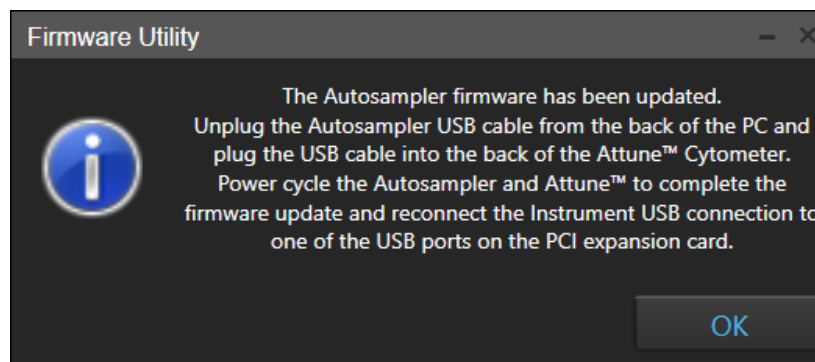 Firmware Utility
The Autosampler firmware has been updated.
Unplug the Autosampler USB cable from the back of the PC and
plug the USB cable into the back of the Attune™ Cytometer.
Power cycle the Autosampler and Attune™ to complete the
firmware update and reconnect the Instrument USB connection to
one of the USB ports on the PCI expansion card.
OK